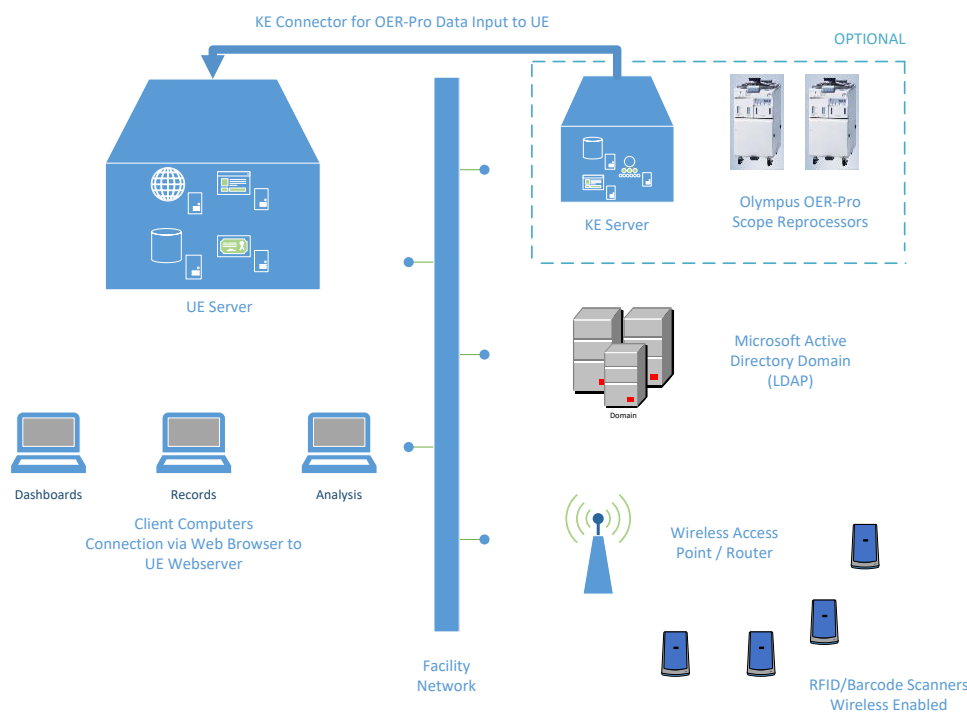 KE Connector for OER-Pro Data Input to UE
OPTIONAL
KE Server
Olympus OER-Pro
Scope Reprocessors
UE Server
Microsoft Active
Directory Domain
(LDAP)
Domain
Dashboards
Records
Analysis
Client Computers
Connection via Web Browser to
UE Webserver
Wireless Access
Point / Router
Facility
Network
RFID/Barcode Scanners
Wireless Enabled